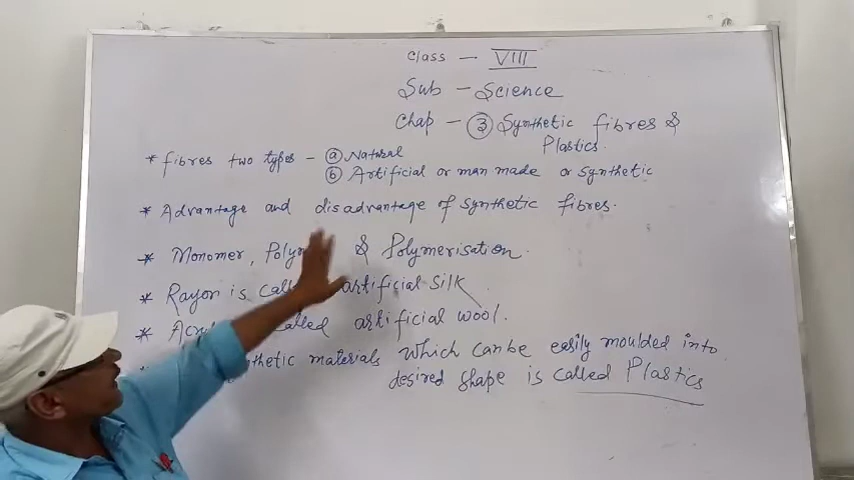 Class — VIII
Sub — Science
Chap — ③ Synthetic fibres &
Plastics.
* fibres two types — ⓐ Natural
ⓑ Artificial or man made or synthetic
* Advantage and disadvantage of synthetic fibres.
* Monomer, & Polymerisation.
* Rayon is artificial silk
* called artificial wool.
materials which can be easily moulded into
desired shape is called Plastics